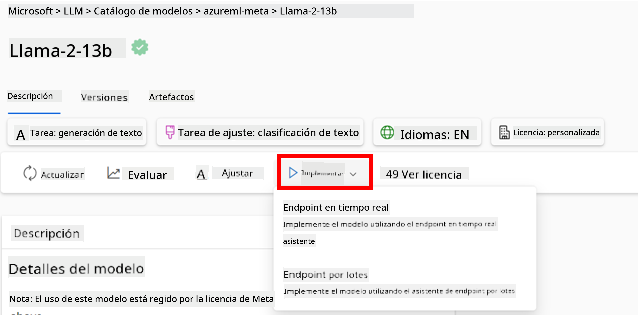 Microsoft > LLM > Catálogo de modelos > azureml-meta > Llama-2-13b
Llama-2-13b
Descripción Versiones Artefactos
A Tarea: generación de texto Tarea de ajuste: clasificación de texto Idiomas: EN Licencia: personalizada
Actualizar Evaluar A Ajustar Implementar 49 Ver licencia
Endpoint en tiempo real
Implemente el modelo utilizando el endpoint en tiempo real
asistente
Descripción
Endpoint por lotes
Detalles del modelo
Implemente el modelo utilizando el asistente de endpoint por lotes
Nota: El uso de este modelo está regido por la licencia de Meta